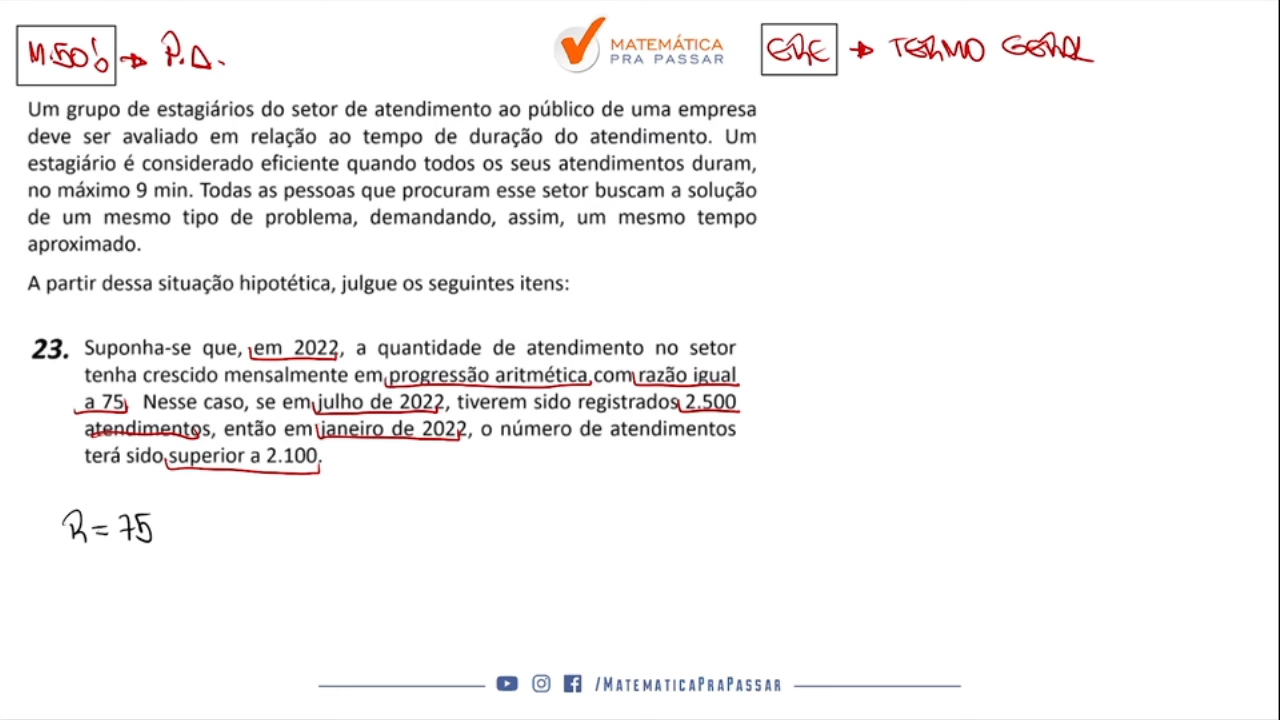 M.50! → P.A.
MATEMÁTICA
PRA PASSAR
→ TERMO GERAL
Um grupo de estagiários do setor de atendimento ao público de uma empresa
deve ser avaliado em relação ao tempo de duração do atendimento. Um
estagiário é considerado eficiente quando todos os seus atendimentos duram,
no máximo 9 min. Todas as pessoas que procuram esse setor buscam a solução
de um mesmo tipo de problema, demandando, assim, um mesmo tempo
aproximado.
A partir dessa situação hipotética, julgue os seguintes itens:
23. Suponha-se que, em 2022, a quantidade de atendimento no setor
tenha crescido mensalmente em progressão aritmética com razão igual
a 75 Nesse caso, se em julho de 2022, tiverem sido registrados 2.500
atendimentos, então em janeiro de 2022, o número de atendimentos
terá sido superior a 2.100.
R = 75
/MATEMATICAPRAPASSAR